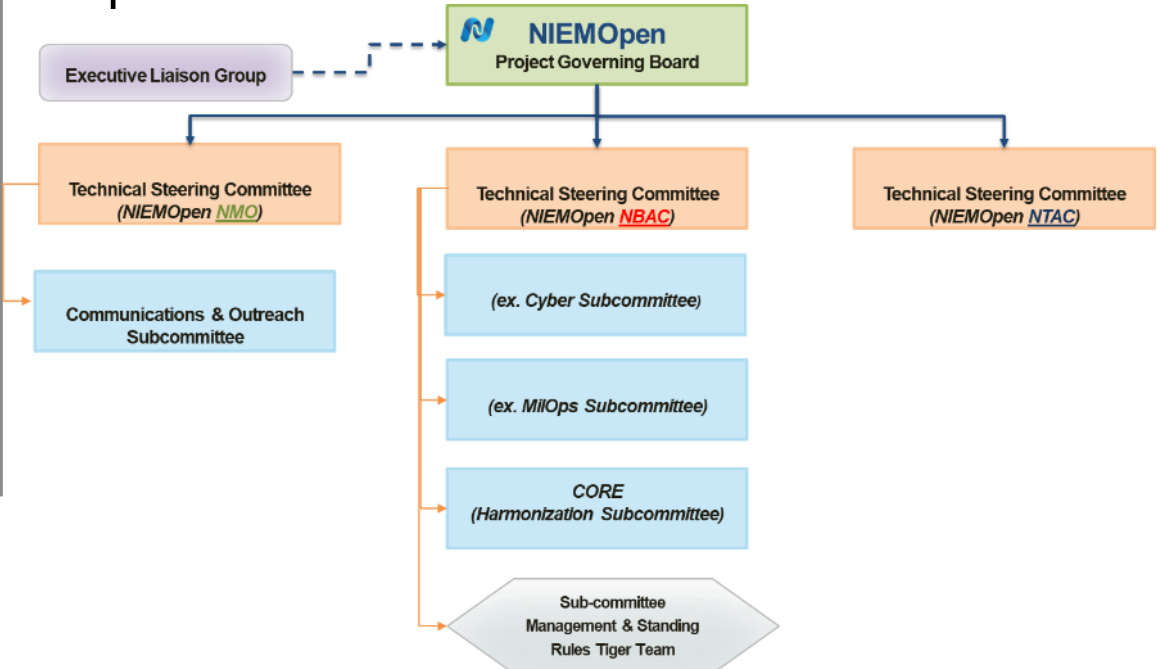 NIEMOpen
Project Governing Board
Executive Liaison Group
Technical Steering Committee
(NIEMOpen NMO)
Technical Steering Committee
(NIEMOpen NBAC)
Technical Steering Committee
(NIEMOpen NTAC)
Communications & Outreach
Subcommittee
(ex. Cyber Subcommittee)
(ex. MilOps Subcommittee)
CORE
(Harmonization Subcommittee)
Sub-committee
Management & Standing
Rules Tiger Team